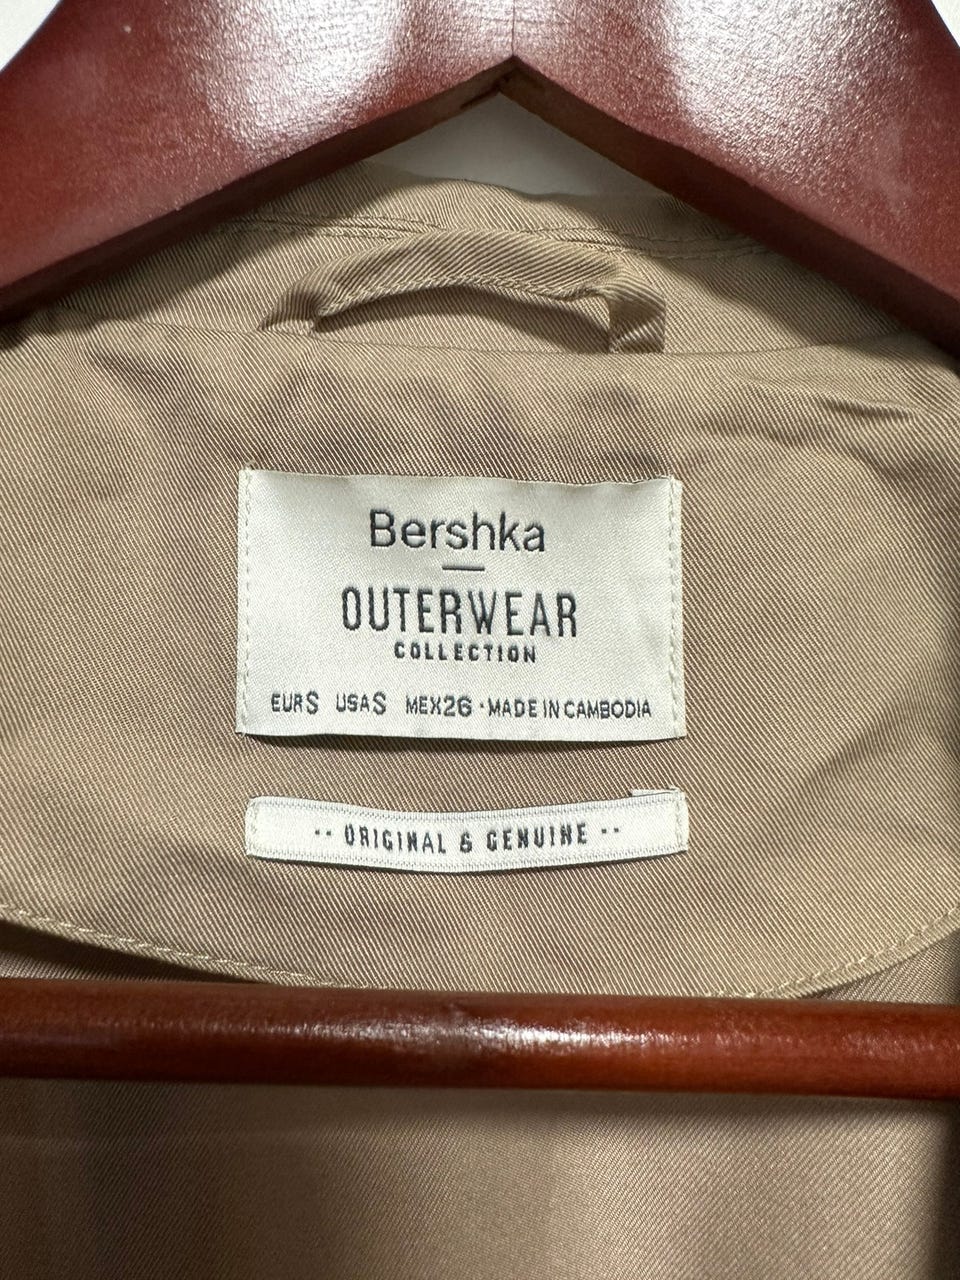 Bershka
OUTERWEAR
COLLECTION
EUR S USA S MEX 26 · MADE IN CAMBODIA
·· ORIGINAL & GENUINE ··